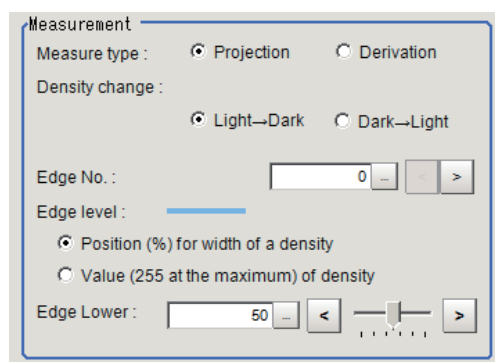 Measurement
Measure type : Projection Derivation
Density change :
Light→Dark Dark→Light
Edge No. : 0 ... < >
Edge level :
Position (%) for width of a density
Value (255 at the maximum) of density
Edge Lower : 50 ... < >